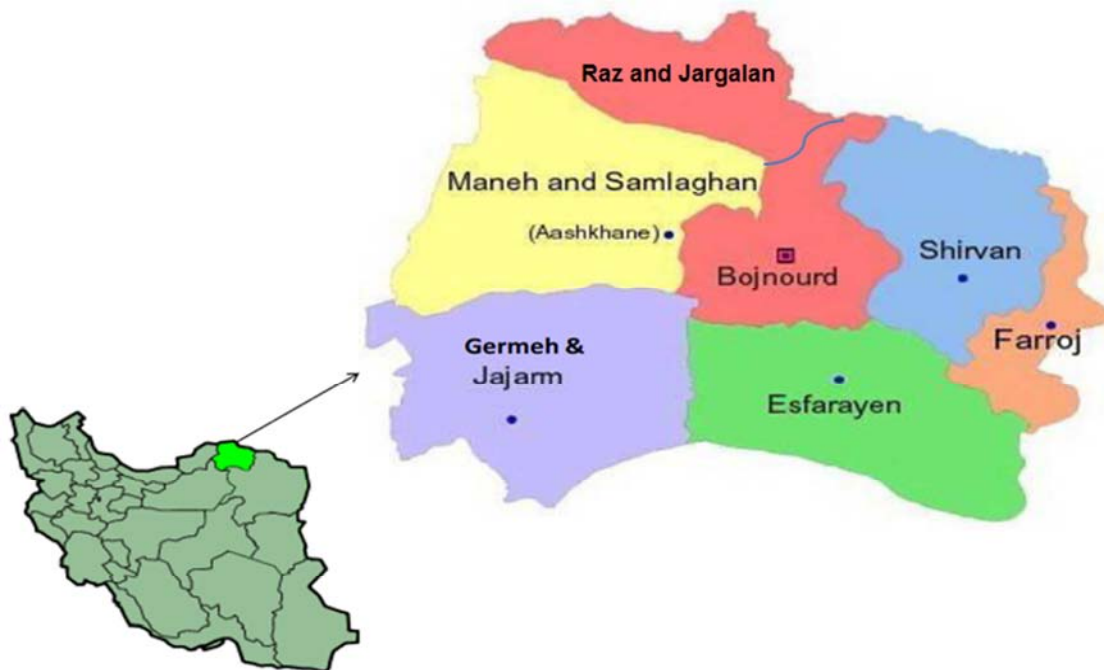 Raz and Jargalan
Maneh and Samlaghan
(Aashkhane)
Shirvan
Bojnourd
Farroj
Germeh &
Jajarm
Esfarayen